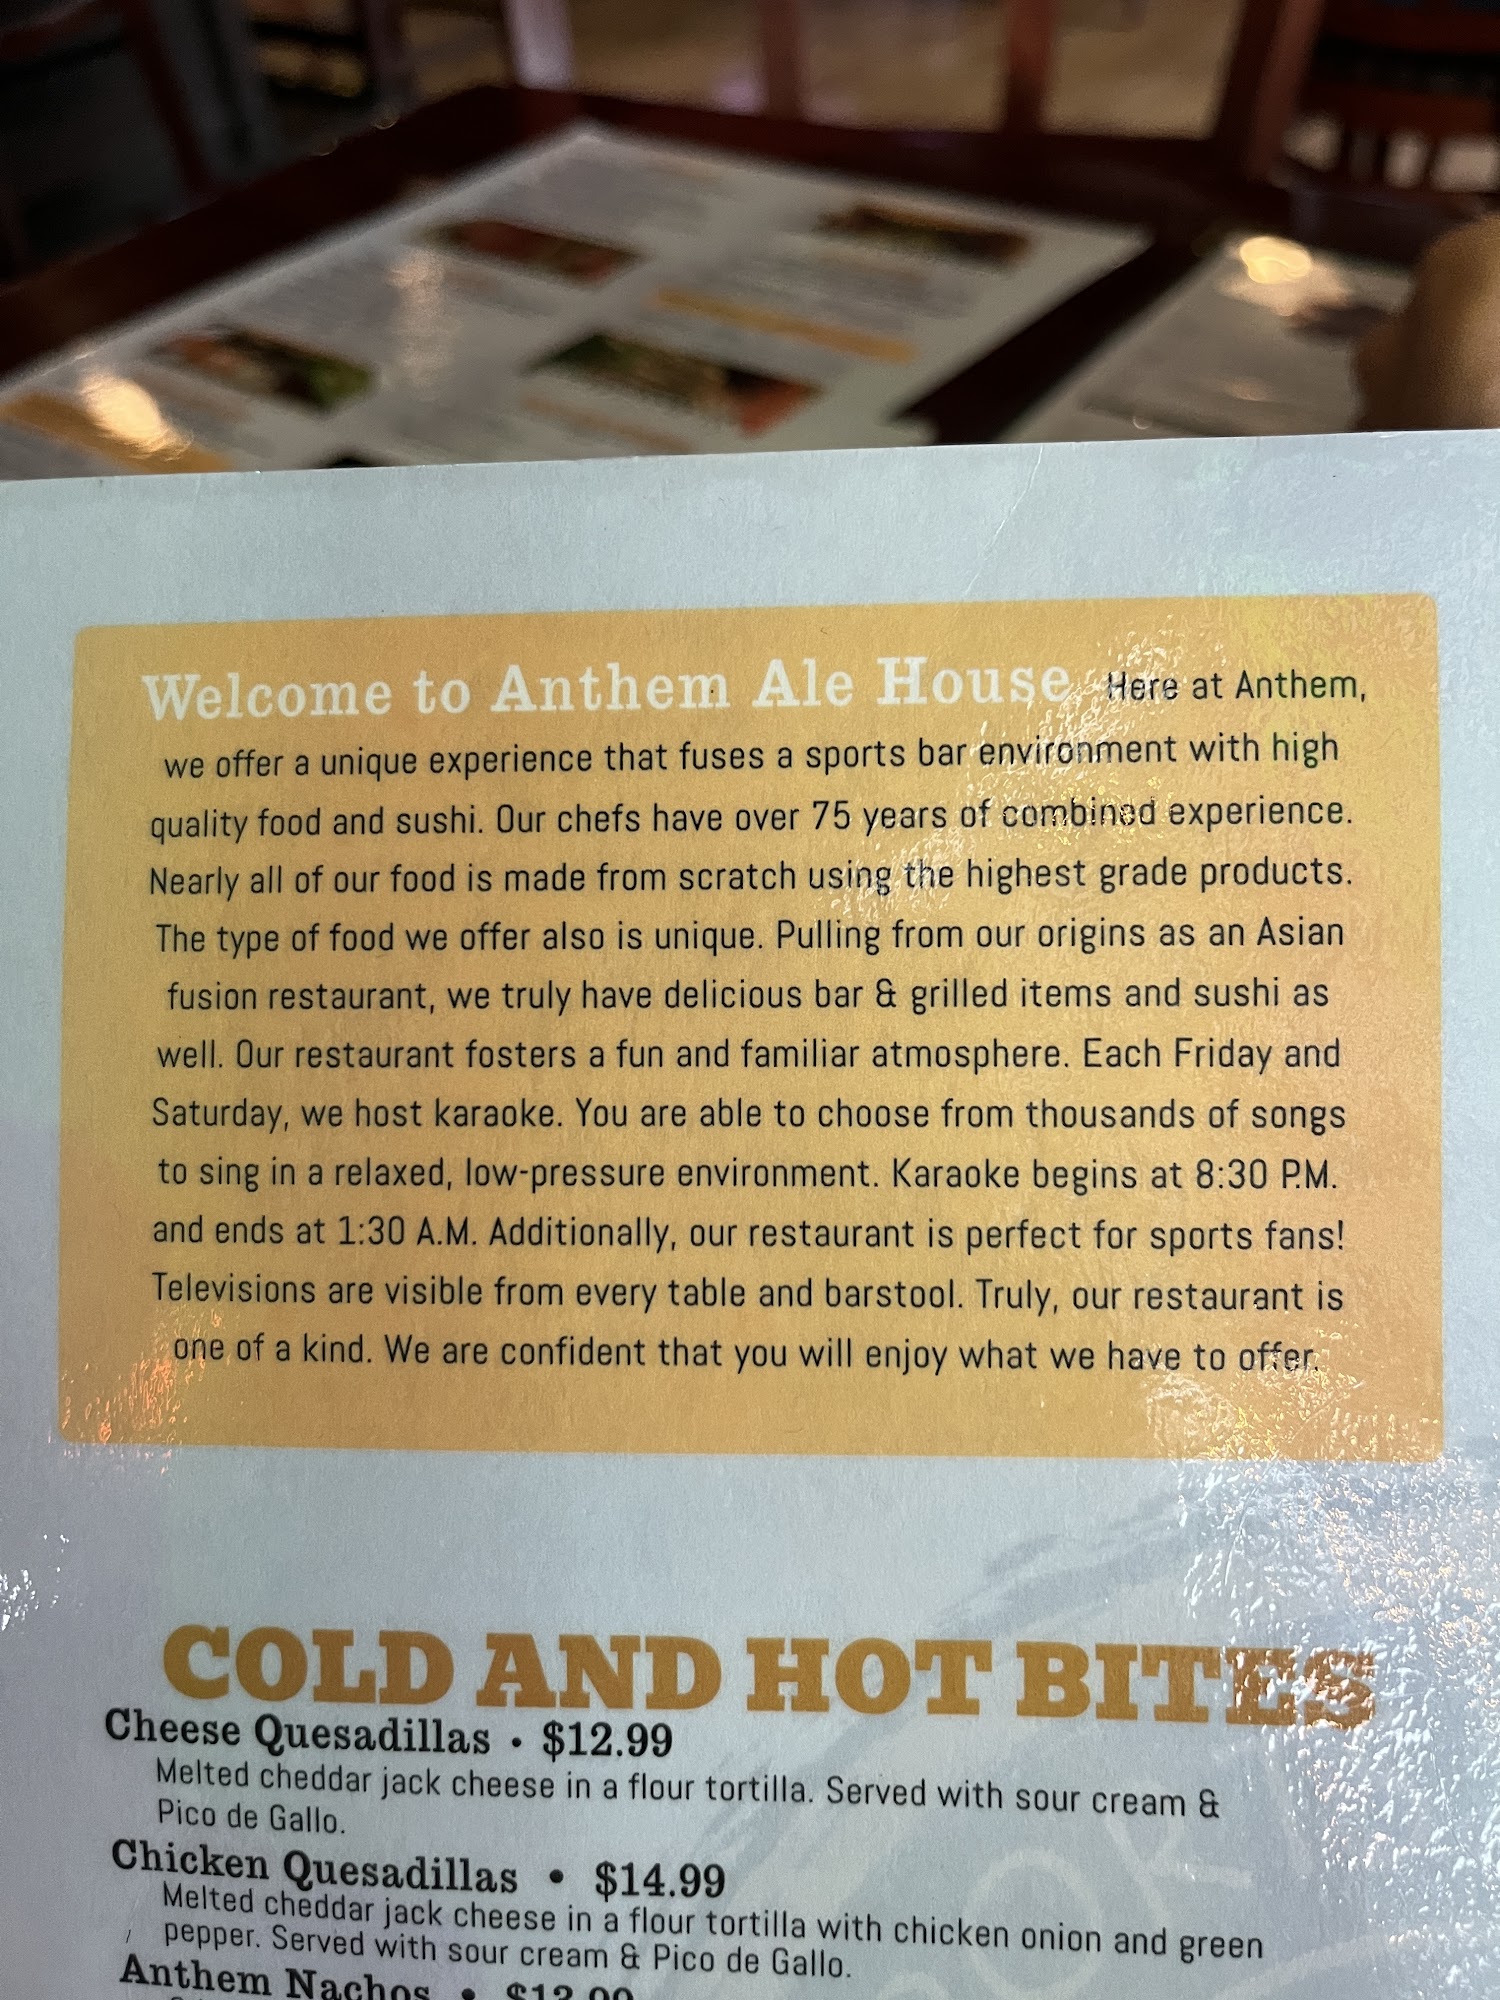 Welcome to Anthem Ale House Here at Anthem,
we offer a unique experience that fuses a sports bar environment with high
quality food and sushi. Our chefs have over 75 years of combined experience.
Nearly all of our food is made from scratch using the highest grade products.
The type of food we offer also is unique. Pulling from our origins as an Asian
fusion restaurant, we truly have delicious bar & grilled items and sushi as
well. Our restaurant fosters a fun and familiar atmosphere. Each Friday and
Saturday, we host karaoke. You are able to choose from thousands of songs
to sing in a relaxed, low-pressure environment. Karaoke begins at 8:30 P.M.
and ends at 1:30 A.M. Additionally, our restaurant is perfect for sports fans!
Televisions are visible from every table and barstool. Truly, our restaurant is
one of a kind. We are confident that you will enjoy what we have to offer.
COLD AND HOT BITES
Cheese Quesadillas • $12.99
Melted cheddar jack cheese in a flour tortilla. Served with sour cream &
Pico de Gallo.
Chicken Quesadillas • $14.99
Melted cheddar jack cheese in a flour tortilla with chicken onion and green
pepper. Served with sour cream & Pico de Gallo.
Anthem Nachos •